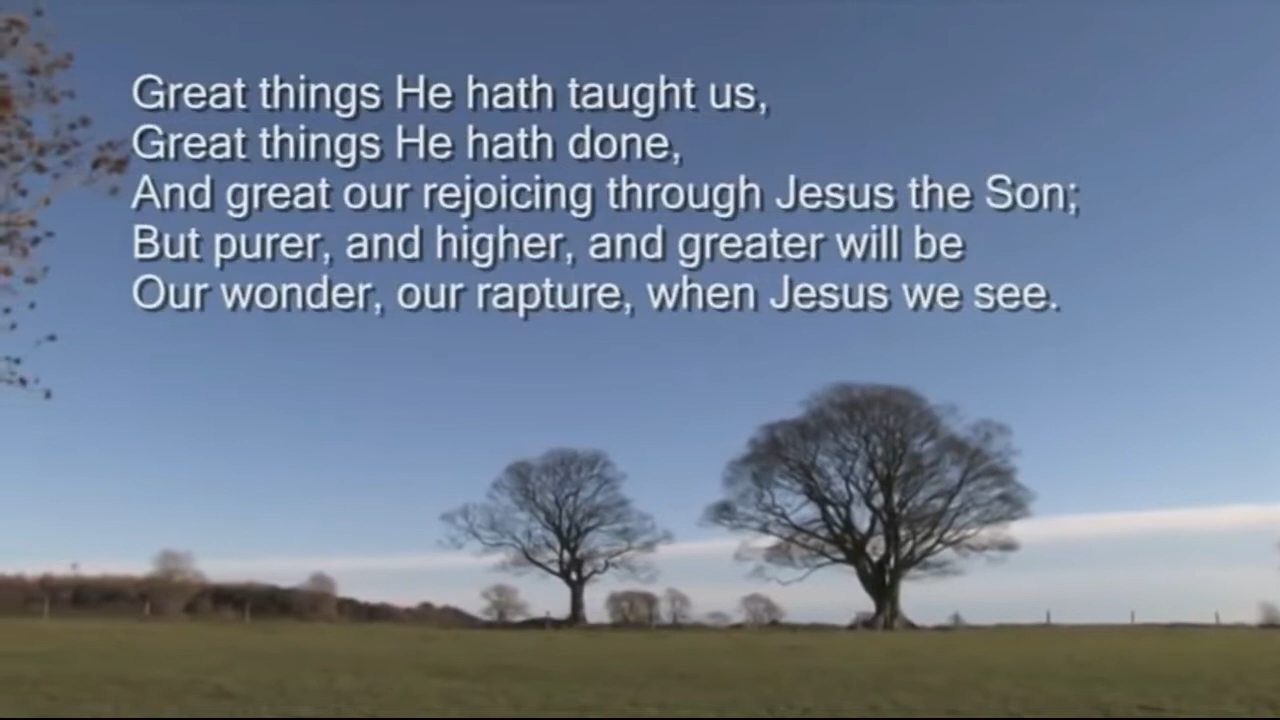 Great things He hath taught us,
Great things He hath done,
And great our rejoicing through Jesus the Son;
But purer, and higher, and greater will be
Our wonder, our rapture, when Jesus we see.